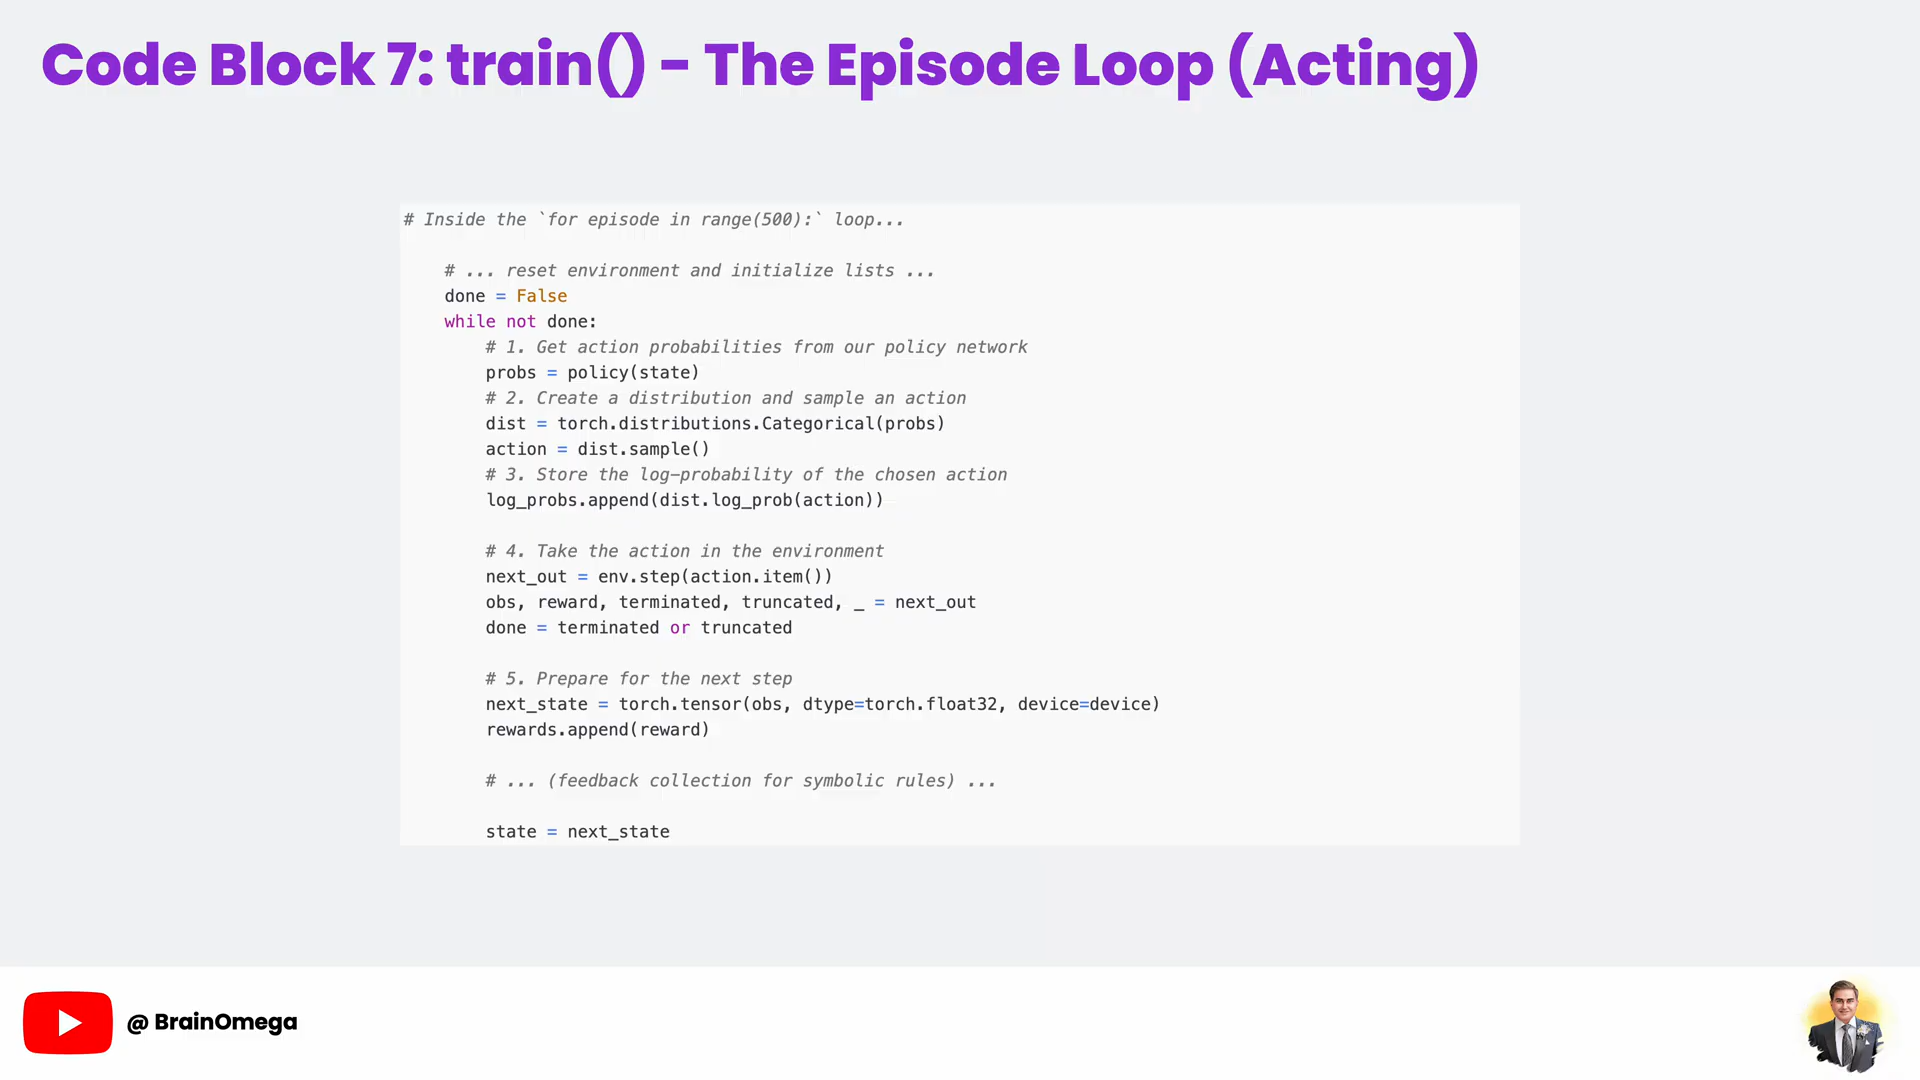 Code Block 7: train() - The Episode Loop (Acting)
# Inside the `for episode in range(500):` loop...
# ... reset environment and initialize lists ...
done = False
while not done:
# 1. Get action probabilities from our policy network
probs = policy(state)
# 2. Create a distribution and sample an action
dist = torch.distributions.Categorical(probs)
action = dist.sample()
# 3. Store the log-probability of the chosen action
log_probs.append(dist.log_prob(action))
# 4. Take the action in the environment
next_out = env.step(action.item())
obs, reward, terminated, truncated, _ = next_out
done = terminated or truncated
# 5. Prepare for the next step
next_state = torch.tensor(obs, dtype=torch.float32, device=device)
rewards.append(reward)
# ... (feedback collection for symbolic rules) ...
state = next_state
@ BrainOmega